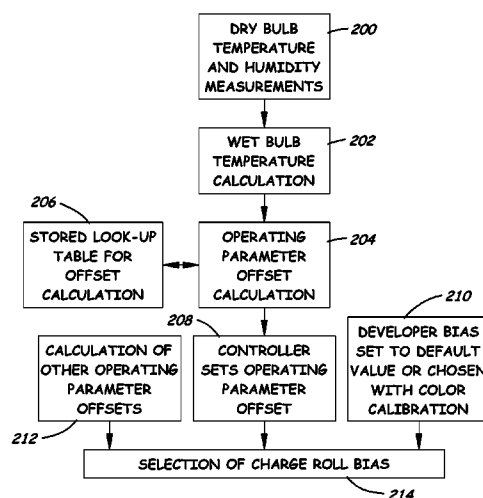 DRY BULB
TEMPERATURE
AND HUMIDITY
MEASUREMENTS
200
WET BULB
TEMPERATURE
CALCULATION
202
206
STORED LOOK-UP
TABLE FOR
OFFSET
CALCULATION
OPERATING
PARAMETER
OFFSET
CALCULATION
204
208
210
CALCULATION OF
OTHER OPERATING
PARAMETER
OFFSETS
212
CONTROLLER
SETS OPERATING
PARAMETER
OFFSET
DEVELOPER BIAS
SET TO DEFAULT
VALUE OR CHOSEN
WITH COLOR
CALIBRATION
SELECTION OF CHARGE ROLL BIAS
214